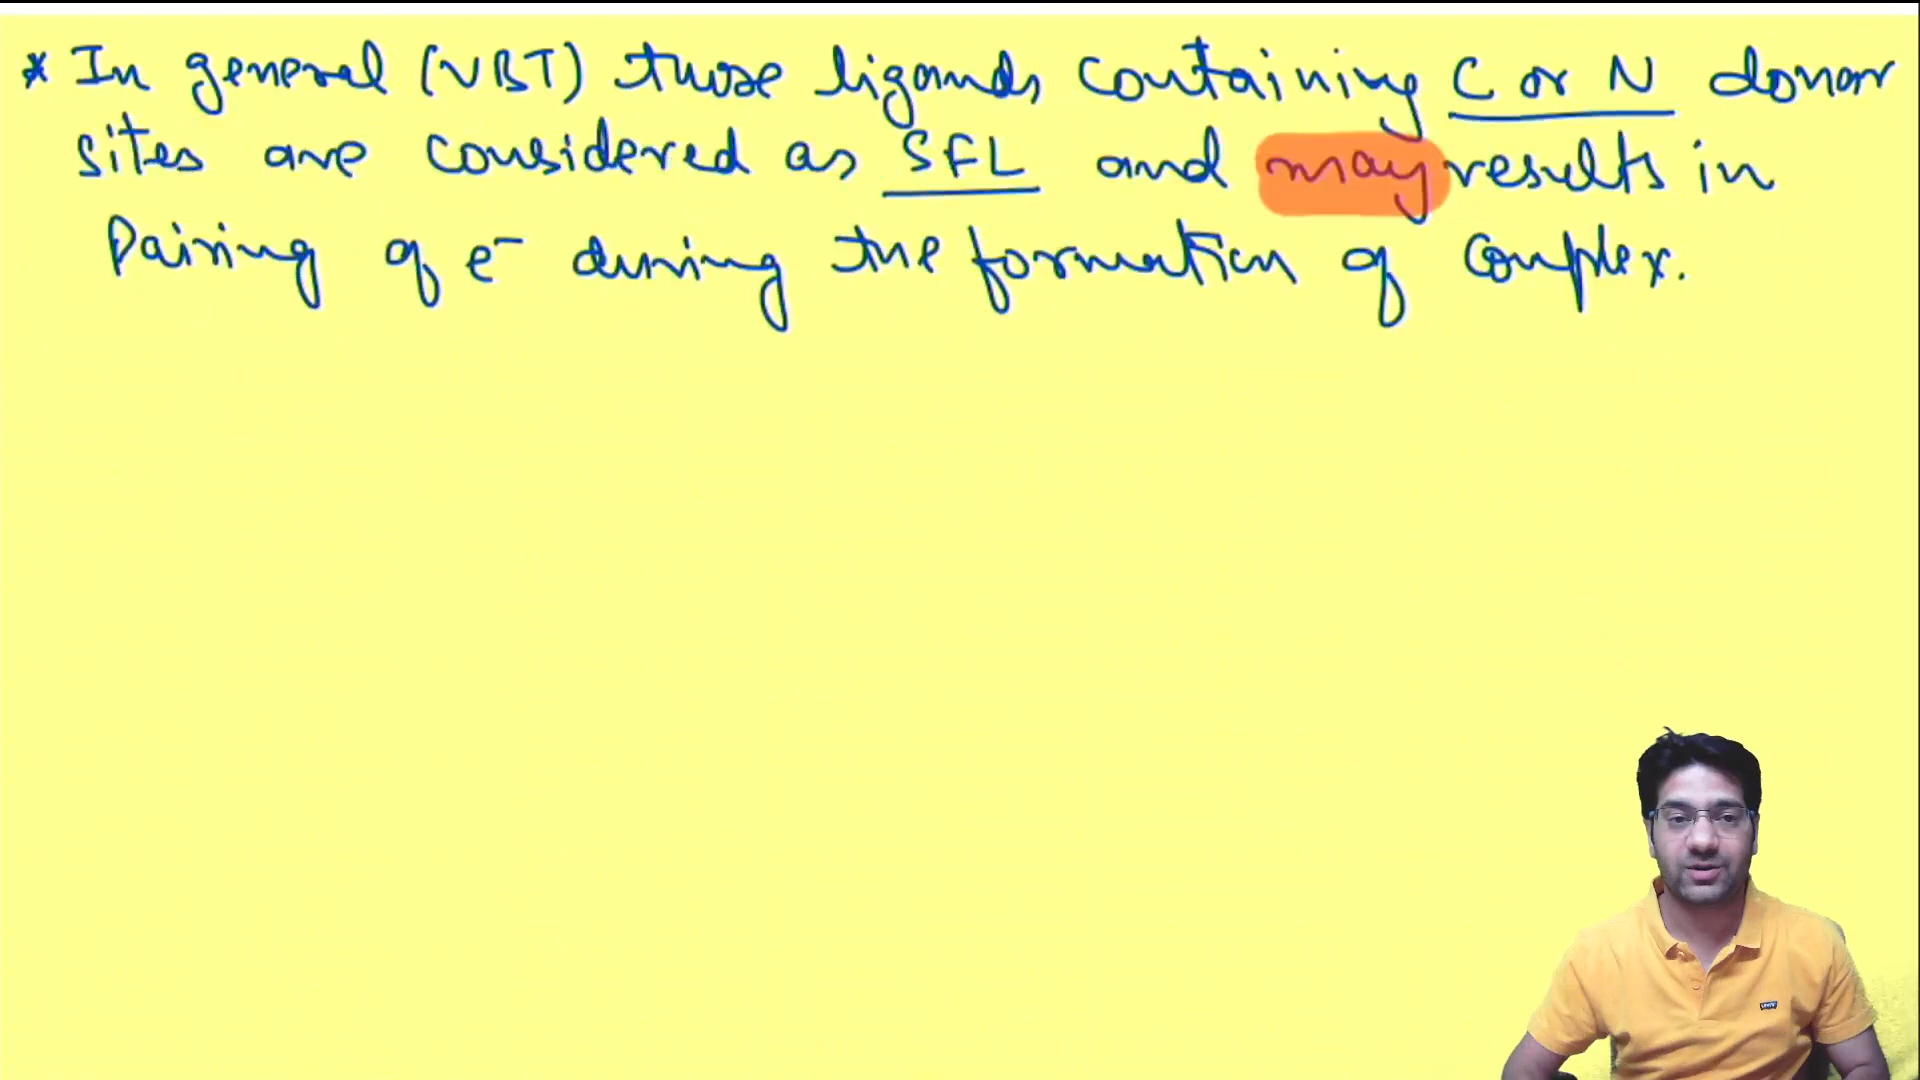 * In general (VBT) those ligands containing C or N donor
sites are considered as SFL and may results in
Pairing of e⁻ during the formation of complex.